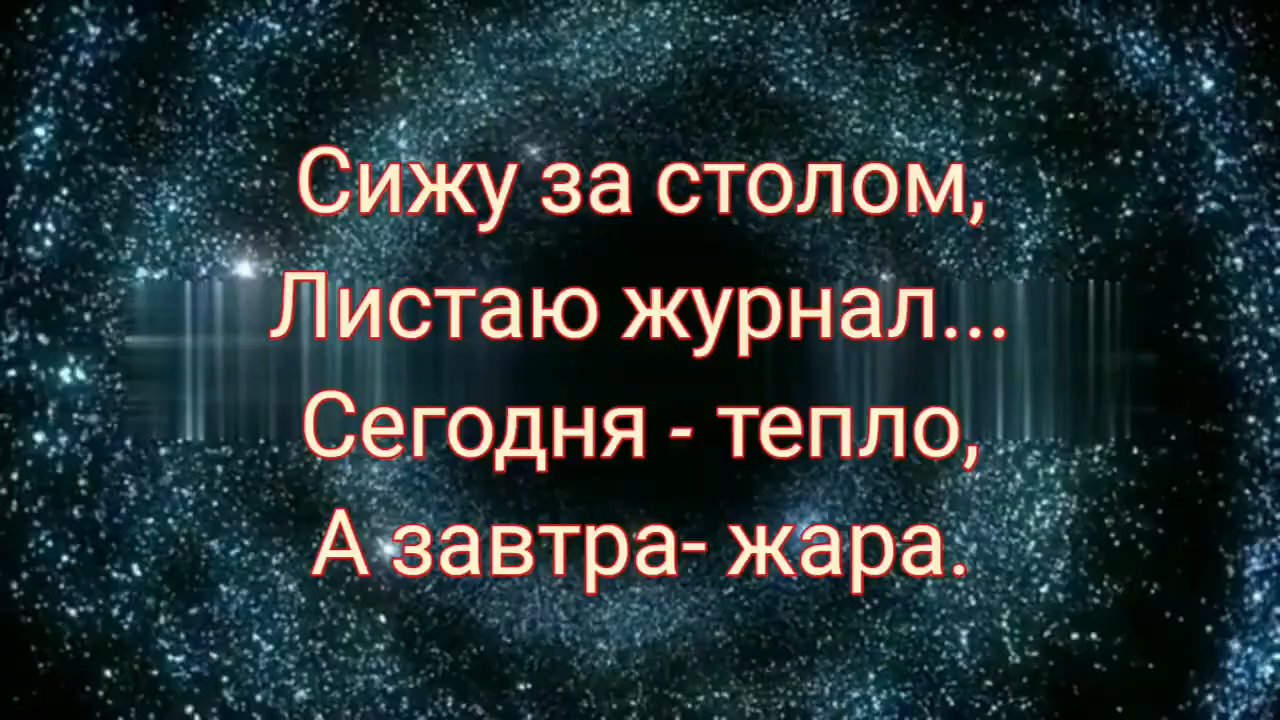 Сижу за столом,
Листаю журнал...
Сегодня - тепло,
А завтра- жара.